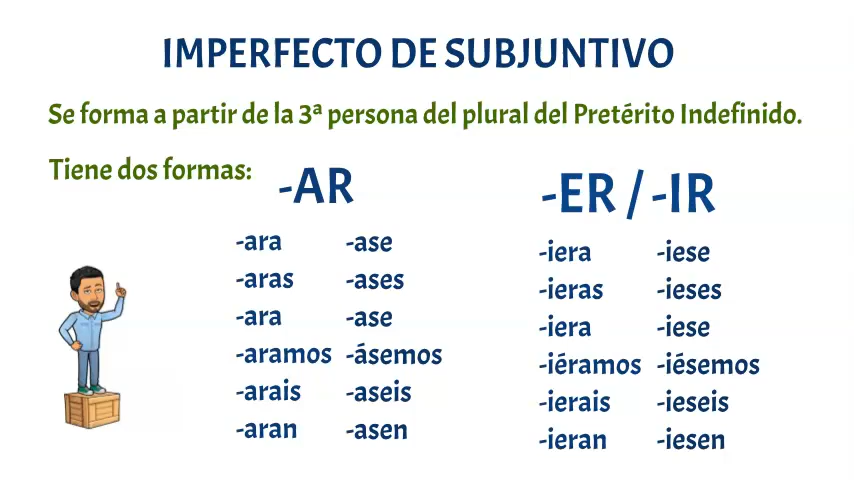 IMPERFECTO DE SUBJUNTIVO
Se forma a partir de la 3ª persona del plural del Pretérito Indefinido.
Tiene dos formas:
-AR
-ara -ase
-aras -ases
-ara -ase
-aramos -ásemos
-arais -aseis
-aran -asen
-ER / -IR
-iera -iese
-ieras -ieses
-iera -iese
-iéramos -iésemos
-ierais -ieseis
-ieran -iesen